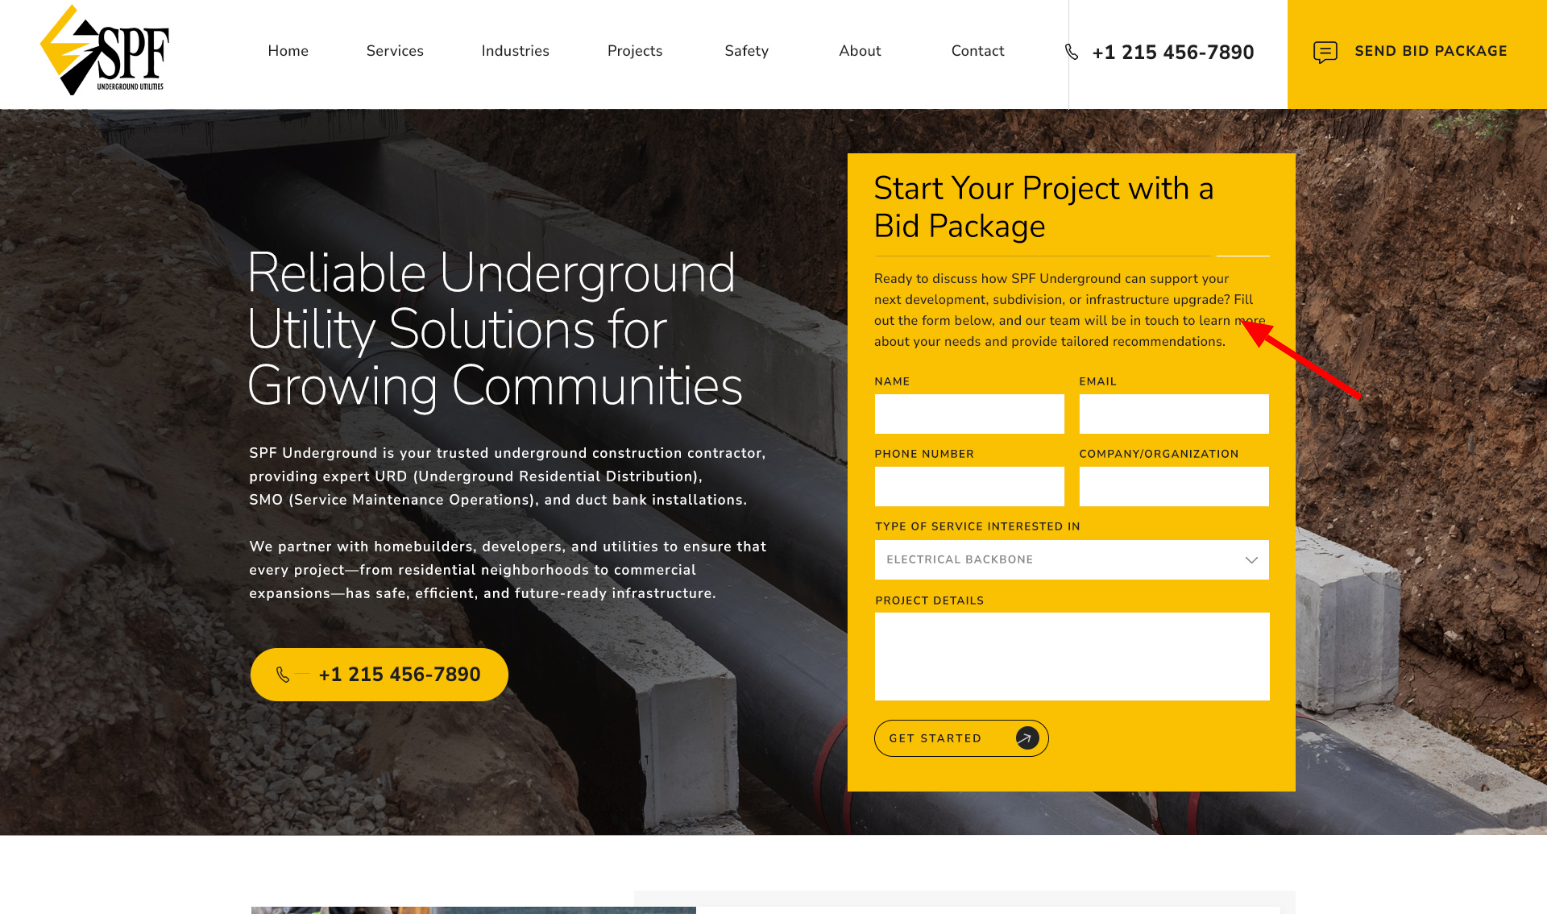 SPF
UNDERGROUND UTILITIES
Home
Services
Industries
Projects
Safety
About
Contact
+1 215 456-7890
SEND BID PACKAGE
Reliable Underground
Utility Solutions for
Growing Communities
SPF Underground is your trusted underground construction contractor,
providing expert URD (Underground Residential Distribution),
SMO (Service Maintenance Operations), and duct bank installations.
We partner with homebuilders, developers, and utilities to ensure that
every project—from residential neighborhoods to commercial
expansions—has safe, efficient, and future-ready infrastructure.
+1 215 456-7890
Start Your Project with a
Bid Package
Ready to discuss how SPF Underground can support your
next development, subdivision, or infrastructure upgrade? Fill
out the form below, and our team will be in touch to learn more
about your needs and provide tailored recommendations.
NAME
EMAIL
PHONE NUMBER
COMPANY/ORGANIZATION
TYPE OF SERVICE INTERESTED IN
ELECTRICAL BACKBONE
PROJECT DETAILS
GET STARTED